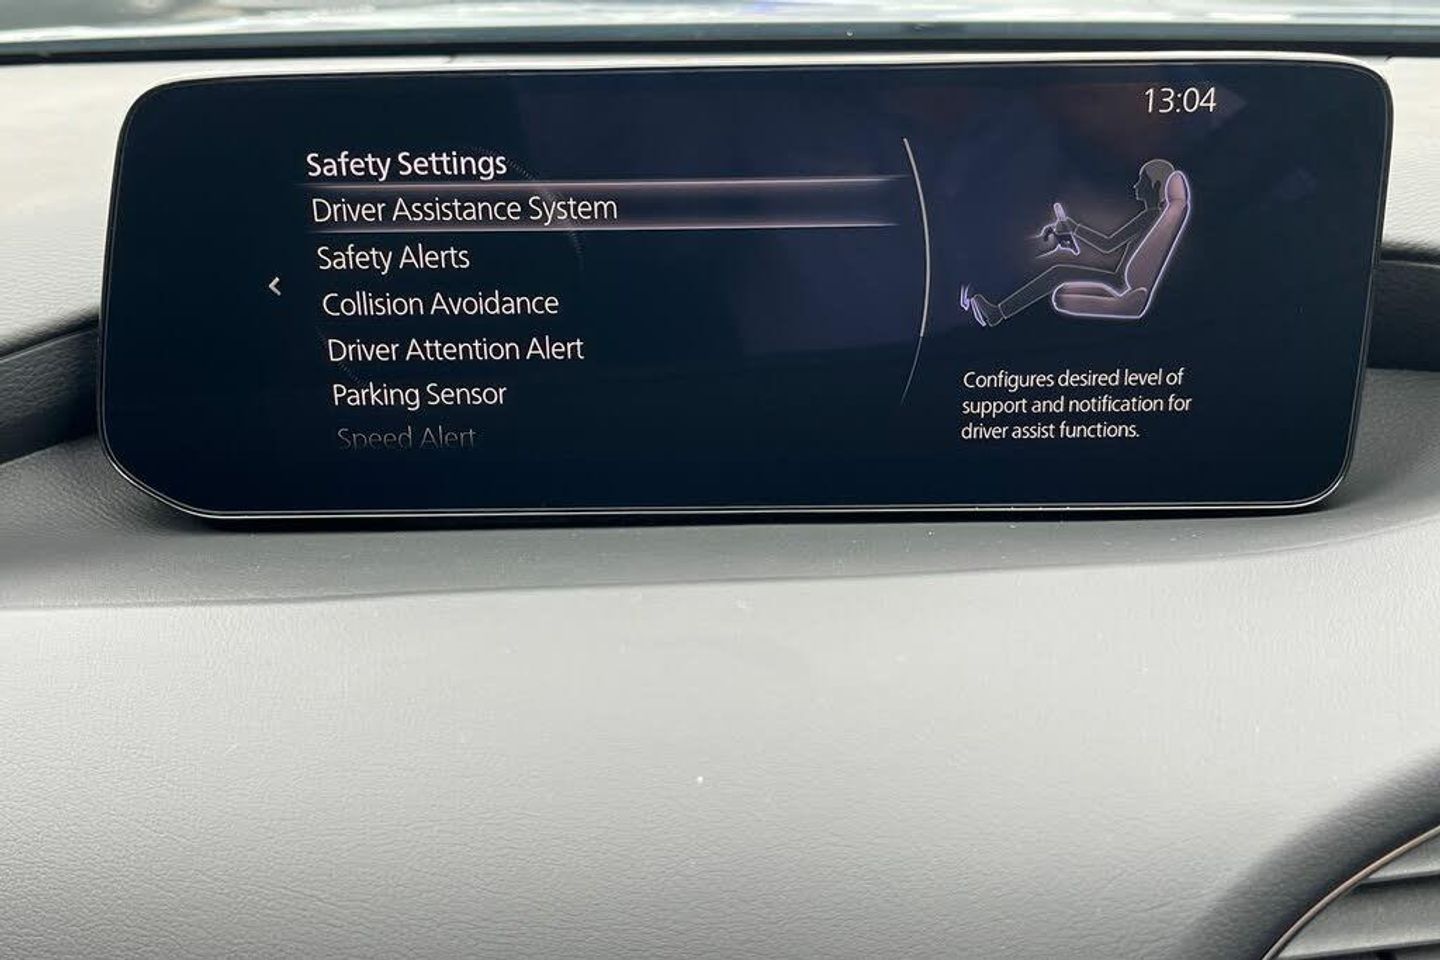 13:04
Safety Settings
Driver Assistance System
Safety Alerts
Collision Avoidance
Driver Attention Alert
Parking Sensor
Speed Alert
Configures desired level of
support and notification for
driver assist functions.